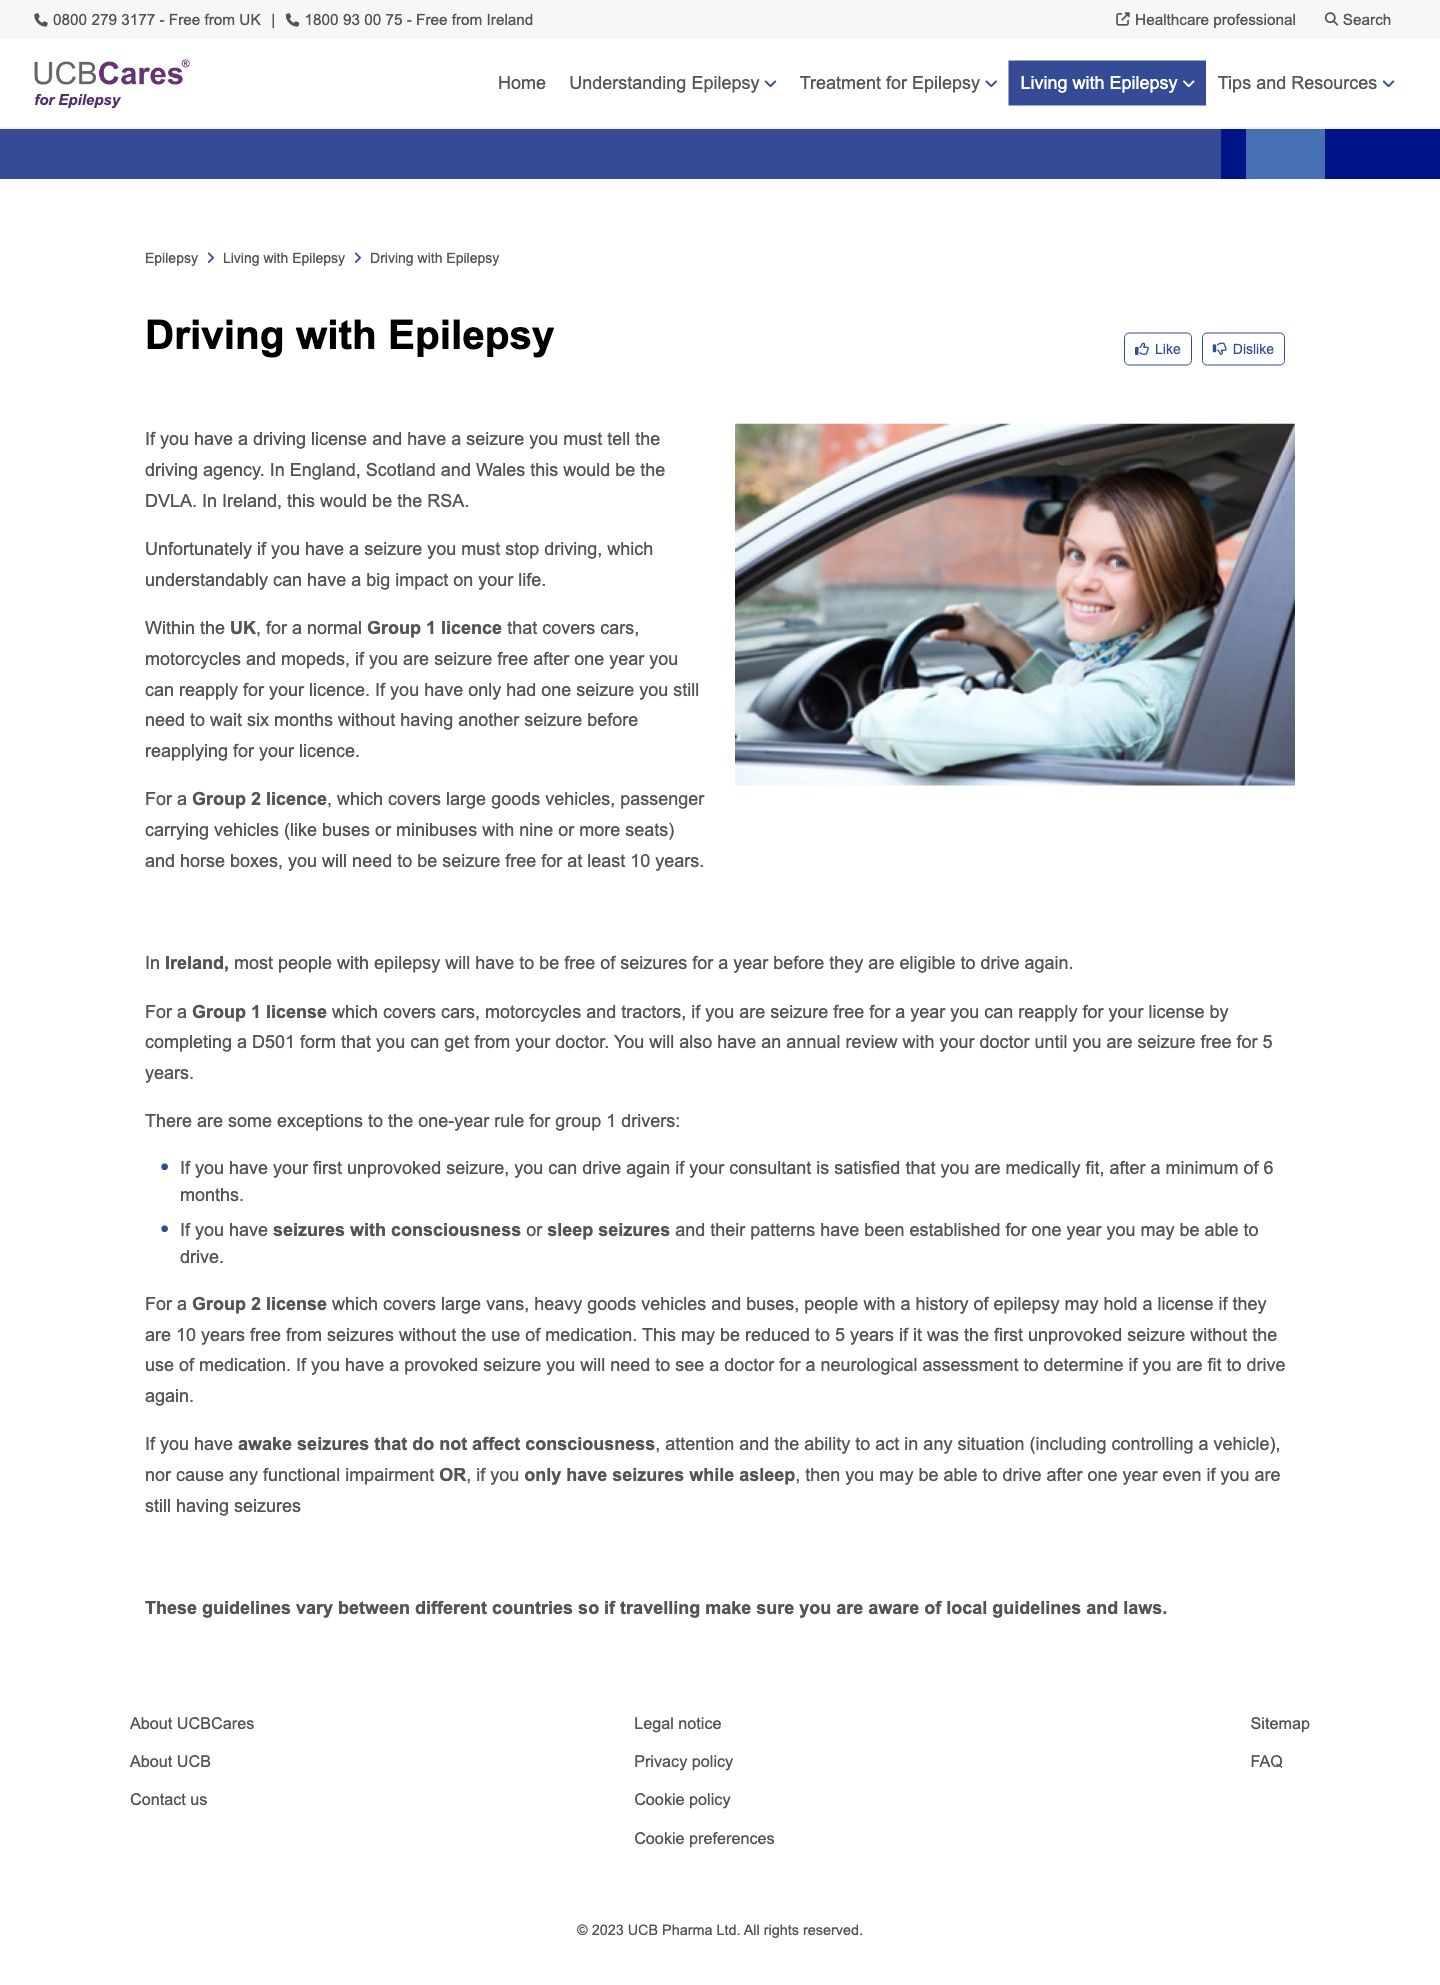 0800 279 3177 - Free from UK | 1800 93 00 75 - Free from Ireland
Healthcare professional
Search
UCBCares®
for Epilepsy
Home
Understanding Epilepsy
Treatment for Epilepsy
Living with Epilepsy
Tips and Resources
Epilepsy > Living with Epilepsy > Driving with Epilepsy
Driving with Epilepsy
Like
Dislike
If you have a driving license and have a seizure you must tell the
driving agency. In England, Scotland and Wales this would be the
DVLA. In Ireland, this would be the RSA.
Unfortunately if you have a seizure you must stop driving, which
understandably can have a big impact on your life.
Within the UK, for a normal Group 1 licence that covers cars,
motorcycles and mopeds, if you are seizure free after one year you
can reapply for your licence. If you have only had one seizure you still
need to wait six months without having another seizure before
reapplying for your licence.
For a Group 2 licence, which covers large goods vehicles, passenger
carrying vehicles (like buses or minibuses with nine or more seats)
and horse boxes, you will need to be seizure free for at least 10 years.
In Ireland, most people with epilepsy will have to be free of seizures for a year before they are eligible to drive again.
For a Group 1 license which covers cars, motorcycles and tractors, if you are seizure free for a year you can reapply for your license by
completing a D501 form that you can get from your doctor. You will also have an annual review with your doctor until you are seizure free for 5
years.
There are some exceptions to the one-year rule for group 1 drivers:
• If you have your first unprovoked seizure, you can drive again if your consultant is satisfied that you are medically fit, after a minimum of 6
months.
• If you have seizures with consciousness or sleep seizures and their patterns have been established for one year you may be able to
drive.
For a Group 2 license which covers large vans, heavy goods vehicles and buses, people with a history of epilepsy may hold a license if they
are 10 years free from seizures without the use of medication. This may be reduced to 5 years if it was the first unprovoked seizure without the
use of medication. If you have a provoked seizure you will need to see a doctor for a neurological assessment to determine if you are fit to drive
again.
If you have awake seizures that do not affect consciousness, attention and the ability to act in any situation (including controlling a vehicle),
nor cause any functional impairment OR, if you only have seizures while asleep, then you may be able to drive after one year even if you are
still having seizures
These guidelines vary between different countries so if travelling make sure you are aware of local guidelines and laws.
About UCBCares
About UCB
Contact us
Legal notice
Privacy policy
Cookie policy
Cookie preferences
Sitemap
FAQ
© 2023 UCB Pharma Ltd. All rights reserved.